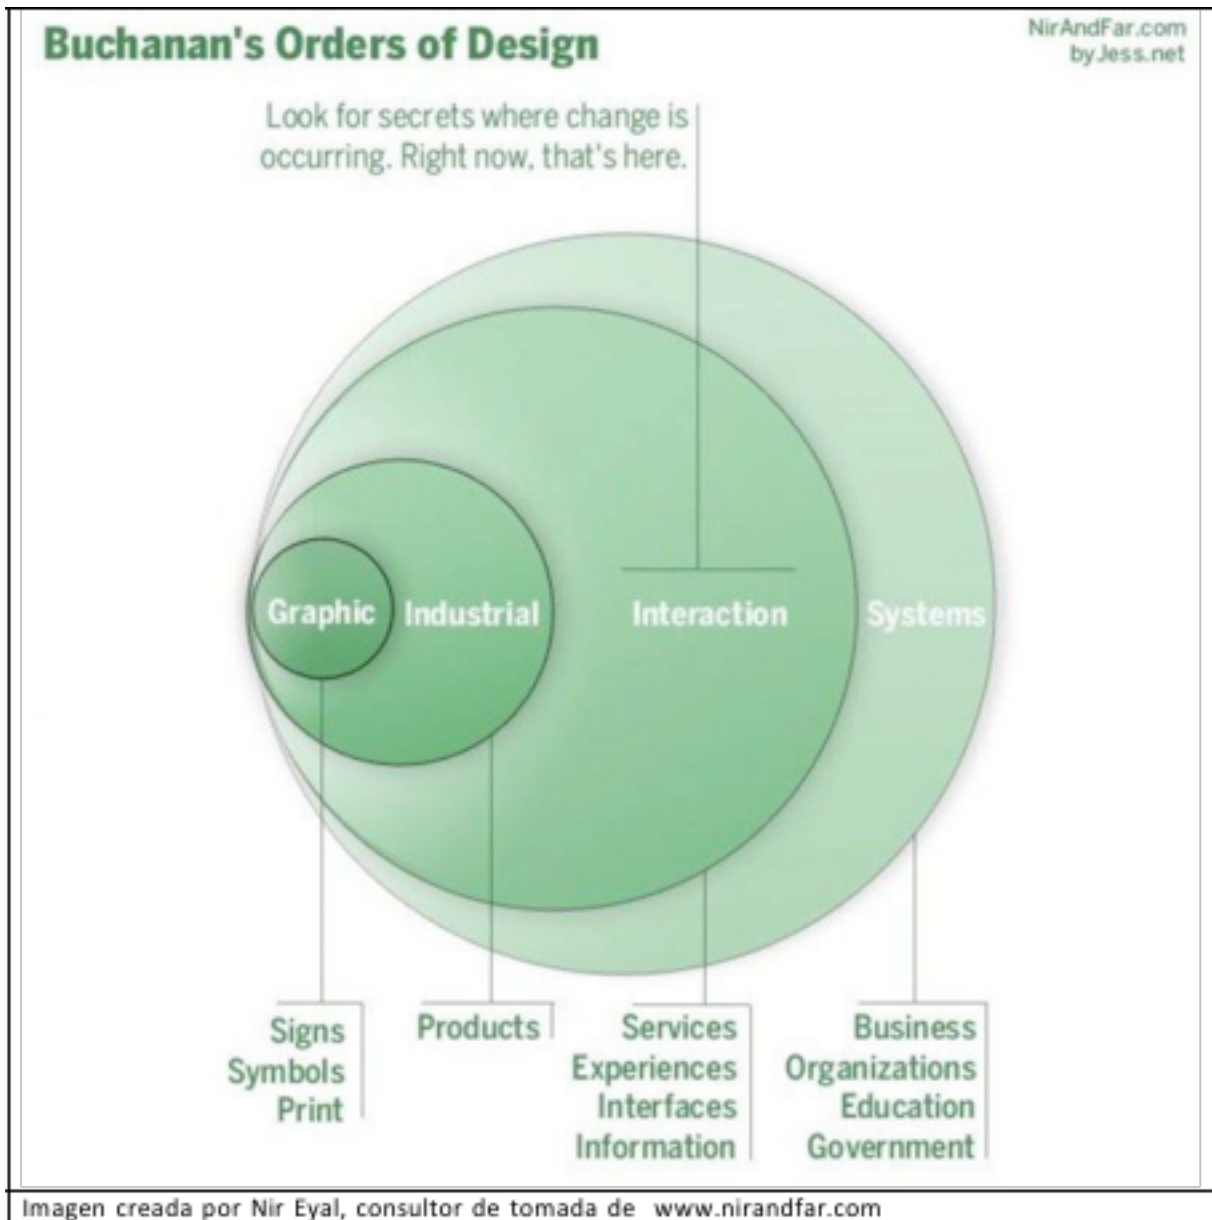 Buchanan's Orders of Design
NirAndFar.com
byJess.net
Look for secrets where change is
occurring. Right now, that's here.
Graphic
Industrial
Interaction
Systems
Signs
Symbols
Print
Products
Services
Experiences
Interfaces
Information
Business
Organizations
Education
Government
Imagen creada por Nir Eyal, consultor de tomada de www.nirandfar.com